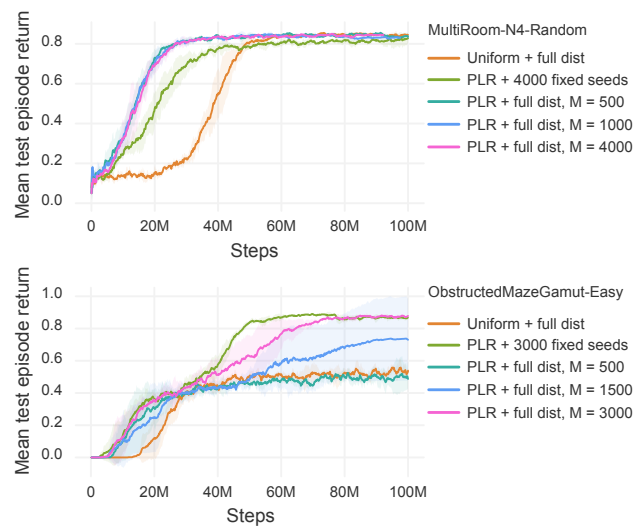 MultiRoom-N4-Random
Mean test episode return
0.8
0.6
0.4
0.2
0.0
Uniform + full dist
PLR + 4000 fixed seeds
PLR + full dist, M = 500
PLR + full dist, M = 1000
PLR + full dist, M = 4000
0 20M 40M 60M 80M 100M
Steps
ObstructedMazeGamut-Easy
Mean test episode return
1.0
0.8
0.6
0.4
0.2
0.0
Uniform + full dist
PLR + 3000 fixed seeds
PLR + full dist, M = 500
PLR + full dist, M = 1500
PLR + full dist, M = 3000
0 20M 40M 60M 80M 100M
Steps